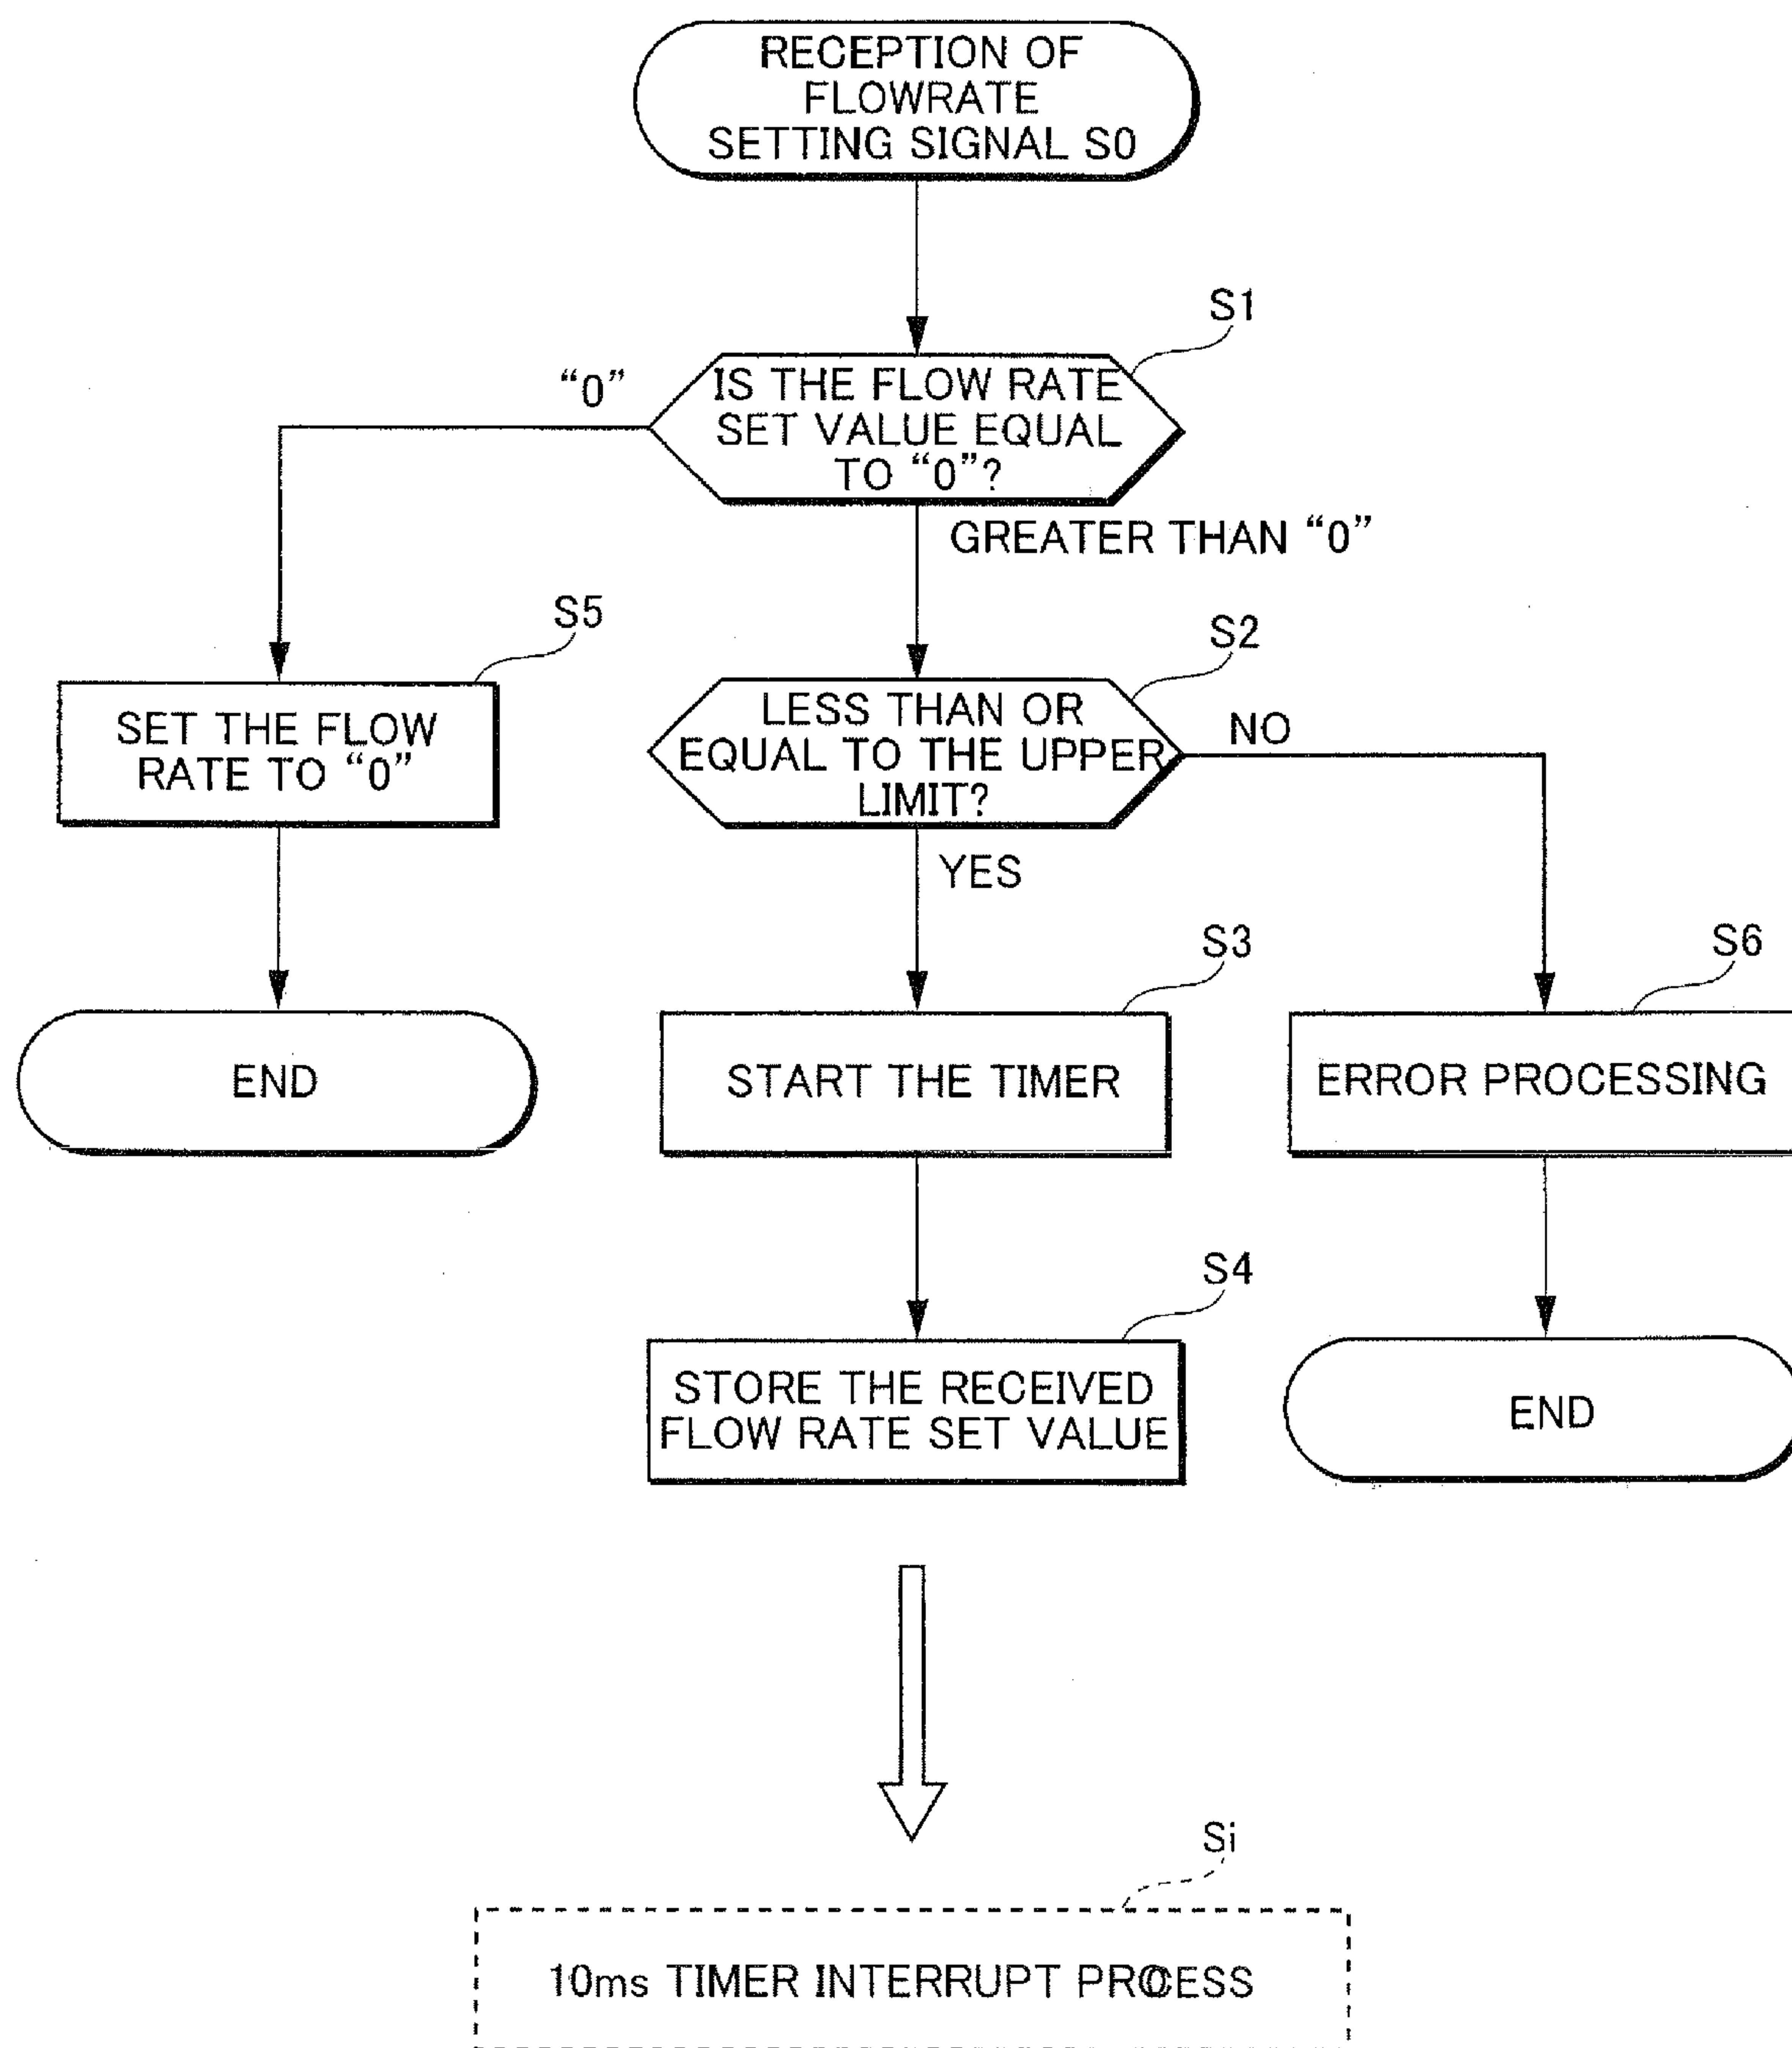 RECEPTION OF
FLOWRATE
SETTING SIGNAL S0
S1
“0”
IS THE FLOW RATE
SET VALUE EQUAL
TO “0”?
GREATER THAN “0”
S5
S2
SET THE FLOW
RATE TO “0”
LESS THAN OR
EQUAL TO THE UPPER
LIMIT?
NO
YES
S3
S6
END
START THE TIMER
ERROR PROCESSING
S4
STORE THE RECEIVED
FLOW RATE SET VALUE
END
Si
10ms TIMER INTERRUPT PROCESS